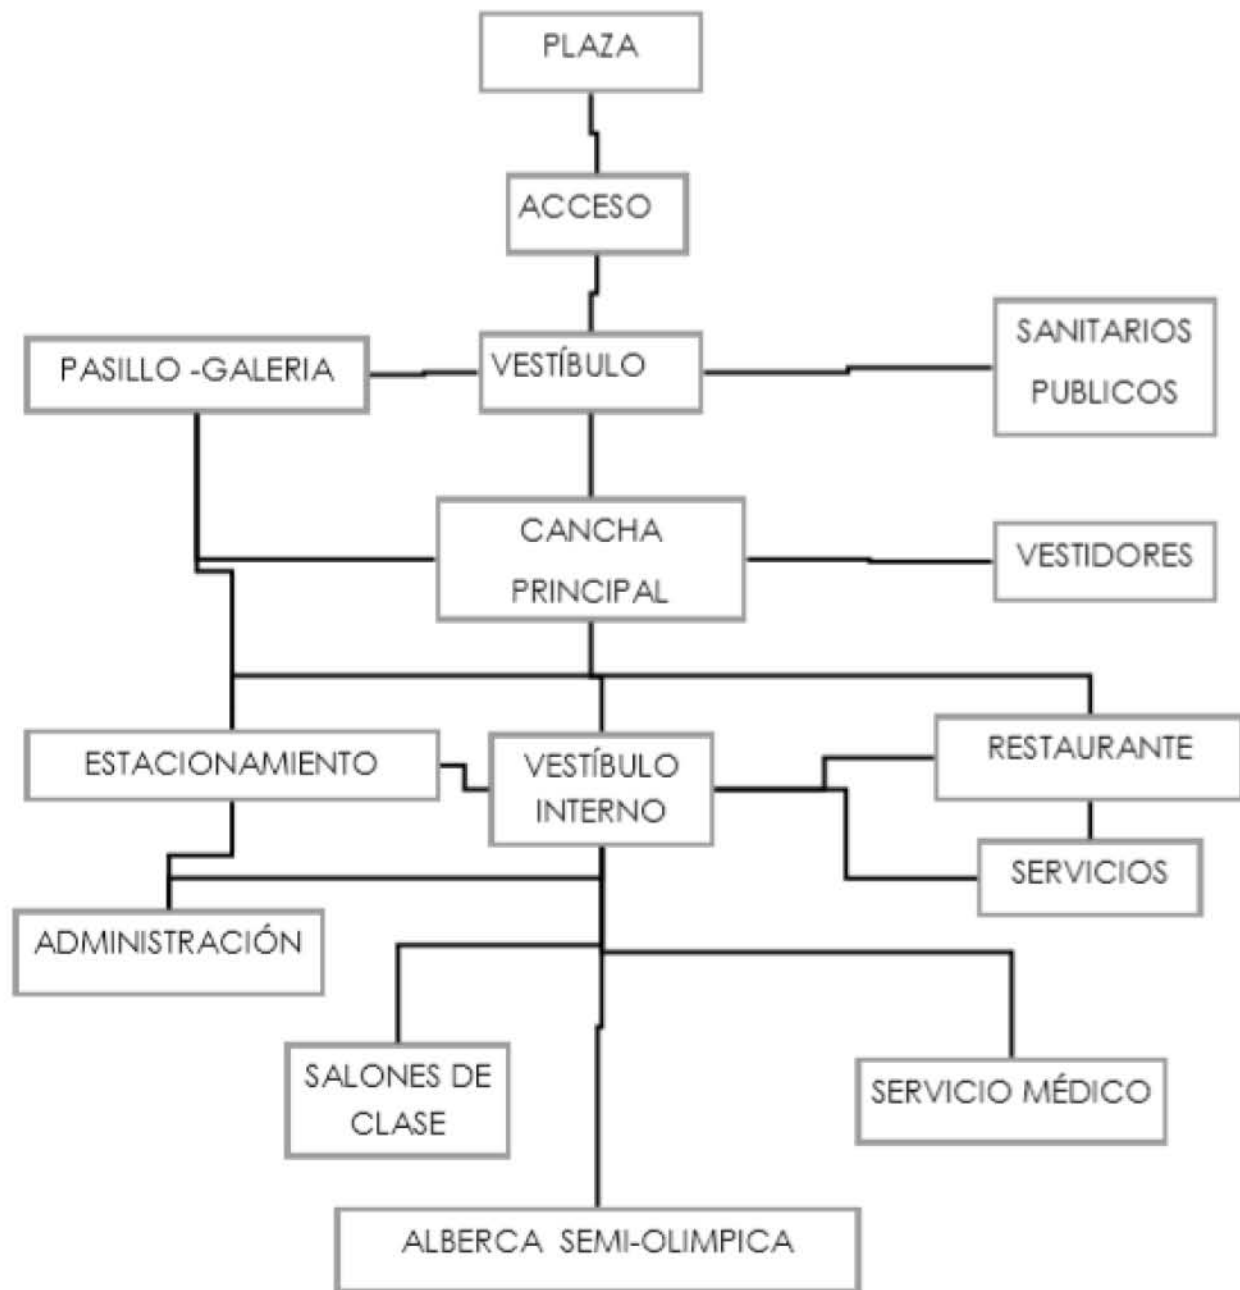 PLAZA
ACCESO
SANITARIOS
PUBLICOS
PASILLO -GALERIA
VESTÍBULO
CANCHA
PRINCIPAL
VESTIDORES
ESTACIONAMIENTO
VESTÍBULO
INTERNO
RESTAURANTE
SERVICIOS
ADMINISTRACIÓN
SALONES DE
CLASE
SERVICIO MÉDICO
ALBERCA SEMI-OLIMPICA